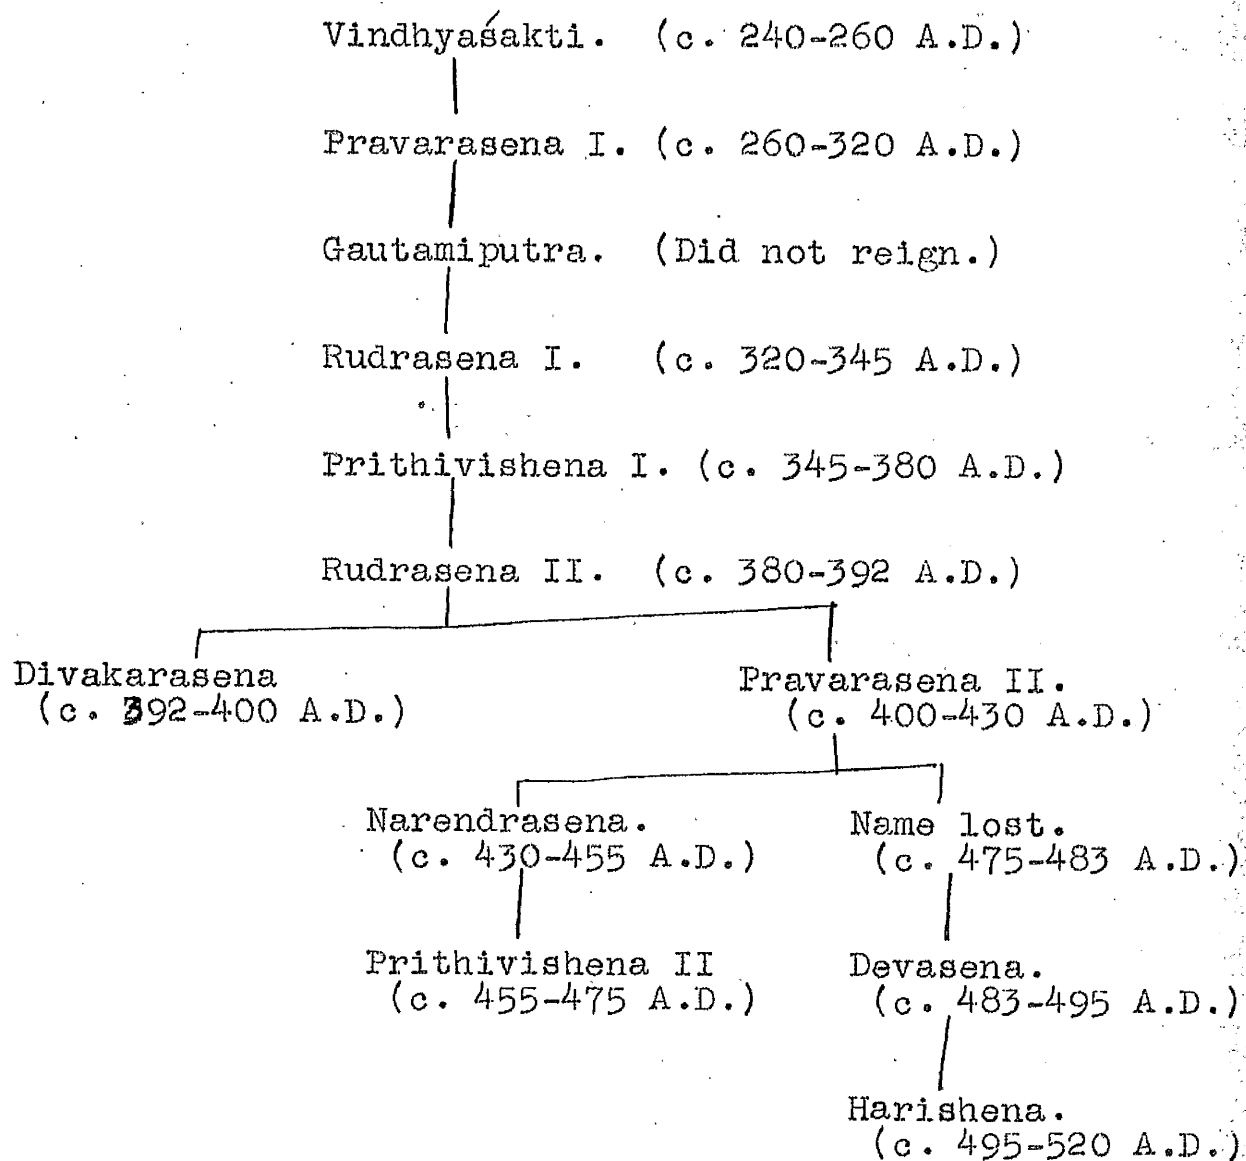 Vindhyaśakti. (c. 240-260 A.D.)
Pravarasena I. (c. 260-320 A.D.)
Gautamiputra. (Did not reign.)
Rudrasena I. (c. 320-345 A.D.)
Prithivishena I. (c. 345-380 A.D.)
Rudrasena II. (c. 380-392 A.D.)
Divakarasena
(c. 392-400 A.D.)
Pravarasena II.
(c. 400-430 A.D.)
Narendrasena.
(c. 430-455 A.D.)
Name lost.
(c. 475-483 A.D.)
Prithivishena II
(c. 455-475 A.D.)
Devasena.
(c. 483-495 A.D.)
Harishena.
(c. 495-520 A.D.)